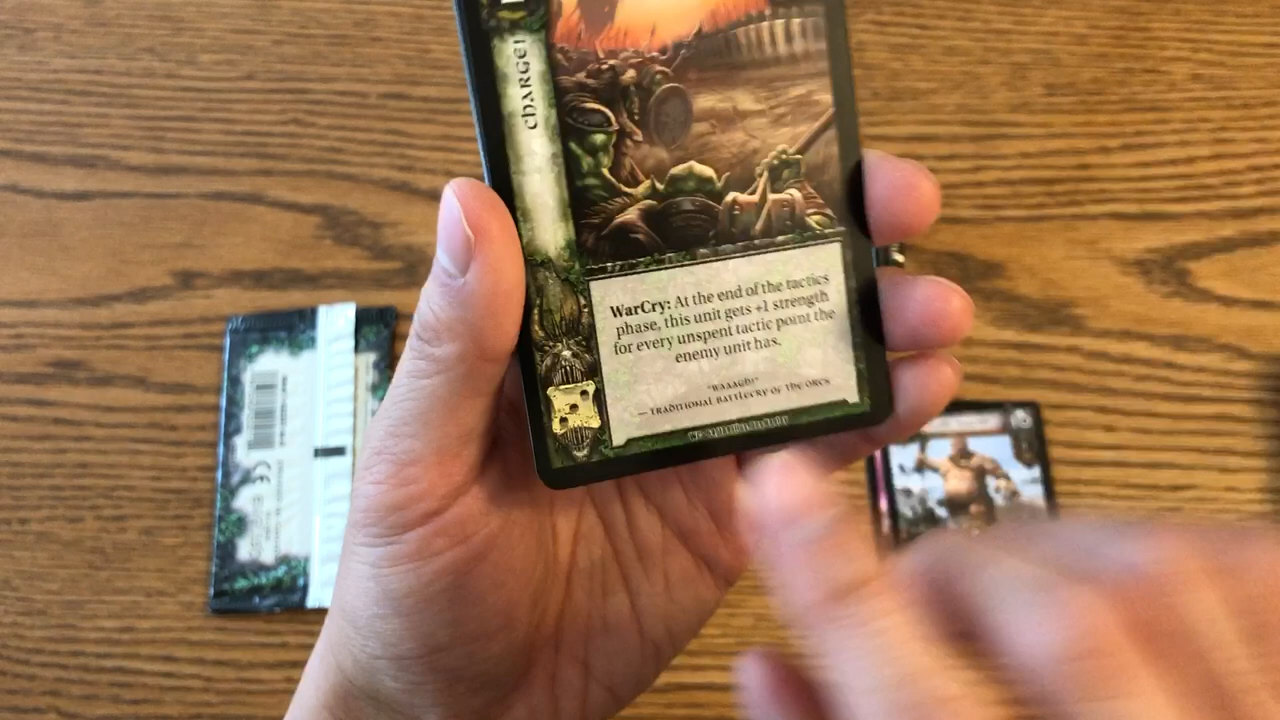 CHARGE!
WarCry: At the end of the tactics
phase, this unit gets +1 strength
for every unspent tactic point the
enemy unit has.
"WAAAGH!"
— TRADITIONAL BATTLECRY OF THE ORCS
CE